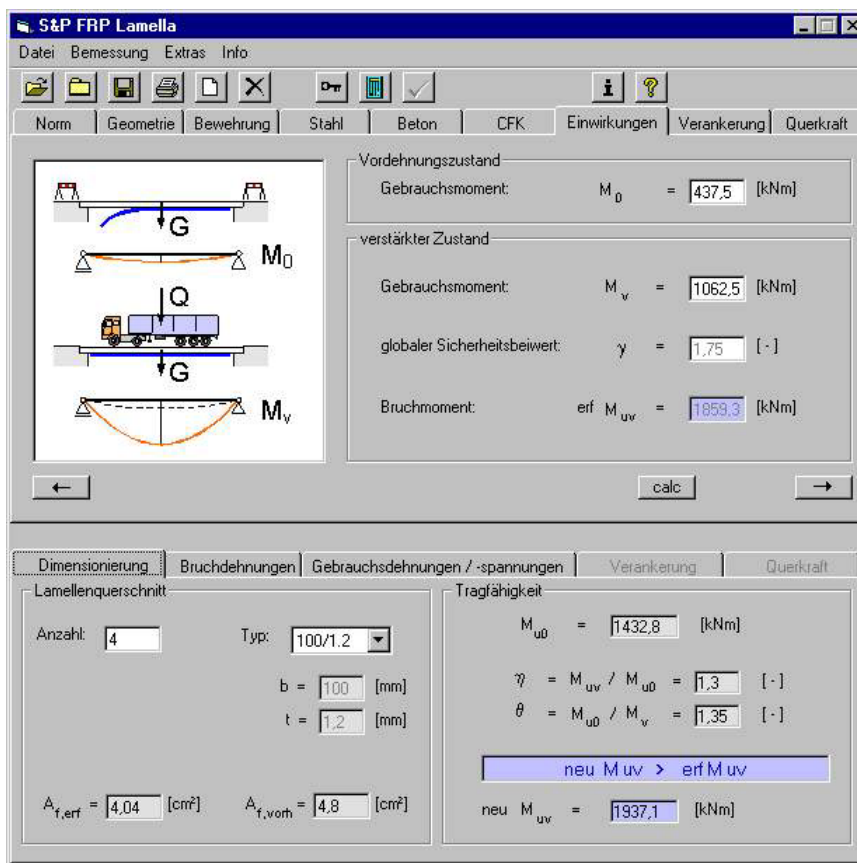 S&P FRP Lamella
Datei Bemessung Extras Info
Norm Geometrie Bewehrung Stahl Beton CFK Einwirkungen Verankerung Querkraft
G
M0
Q
G
Mv
Vordehnungszustand
Gebrauchsmoment: M0 = 437,5 [kNm]
verstärkter Zustand
Gebrauchsmoment: Mv = 1062,5 [kNm]
globaler Sicherheitsbeiwert: γ = 1,75 [-]
Bruchmoment: erf Muv = 1859,3 [kNm]
← calc →
Dimensionierung Bruchdehnungen Gebrauchsdehnungen / -spannungen Verankerung Querkraft
Lamellenquerschnitt
Anzahl: 4 Typ: 100/1.2
b = 100 [mm]
t = 1,2 [mm]
Af,erf = 4,04 [cm²] Af,vorh = 4,8 [cm²]
Tragfähigkeit
Mu0 = 1432,8 [kNm]
η = Muv / Mu0 = 1,3 [-]
θ = Mu0 / Mv = 1,35 [-]
neu Muv > erf Muv
neu Muv = 1937,1 [kNm]